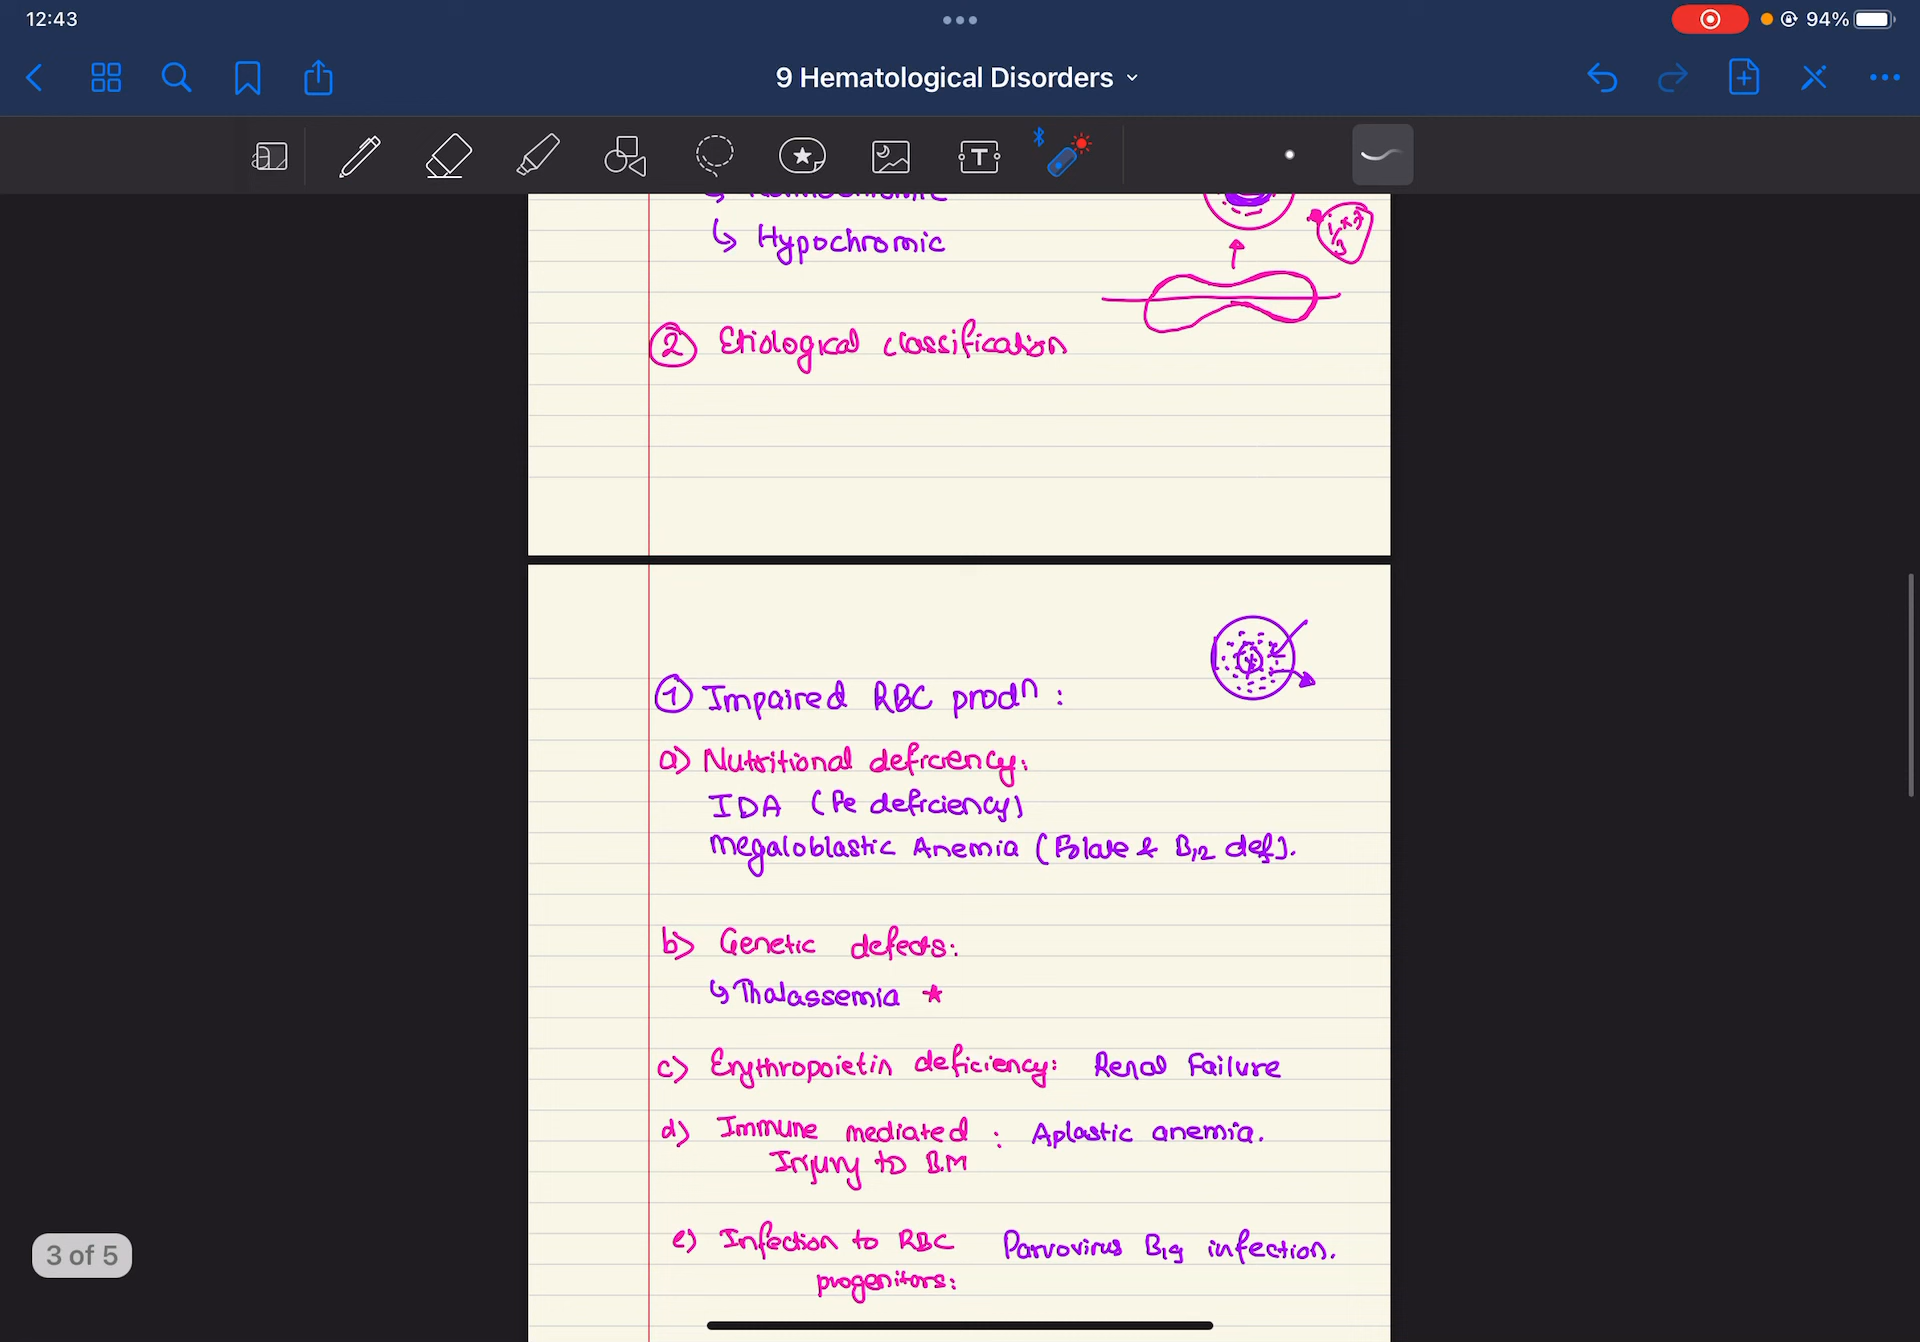 12:43
94%
9 Hematological Disorders
T
↳ Hypochromic
② Etiological classification
① Impaired RBC prodⁿ :
a) Nutritional deficiency:
IDA (Fe deficiency)
Megaloblastic Anemia (Folate & B12 def).
b) Genetic defects:
↳ Thalassemia *
c) Erythropoietin deficiency: Renal Failure
d) Immune mediated : Aplastic anemia.
Injury to B.M
e) Infection to RBC Parvovirus B19 infection.
progenitors:
3 of 5